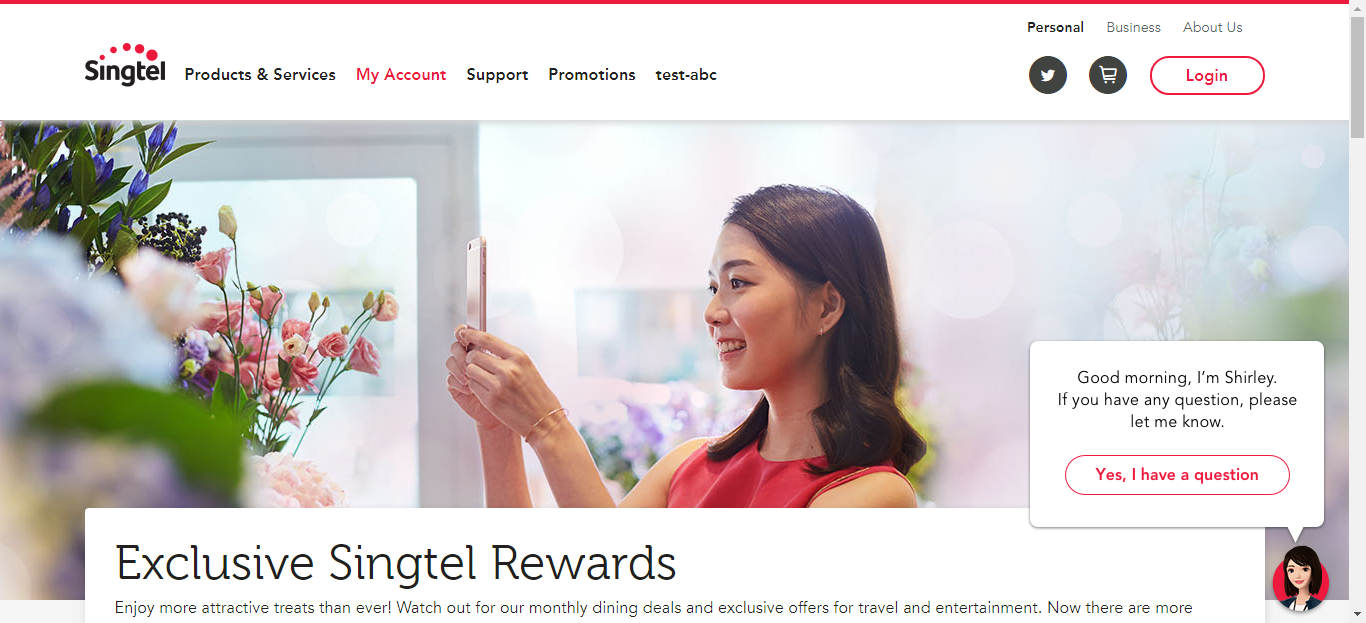 Personal Business About Us
Singtel Products & Services My Account Support Promotions test-abc Login
Good morning, I’m Shirley.
If you have any question, please
let me know.
Yes, I have a question
Exclusive Singtel Rewards
Enjoy more attractive treats than ever! Watch out for our monthly dining deals and exclusive offers for travel and entertainment. Now there are more